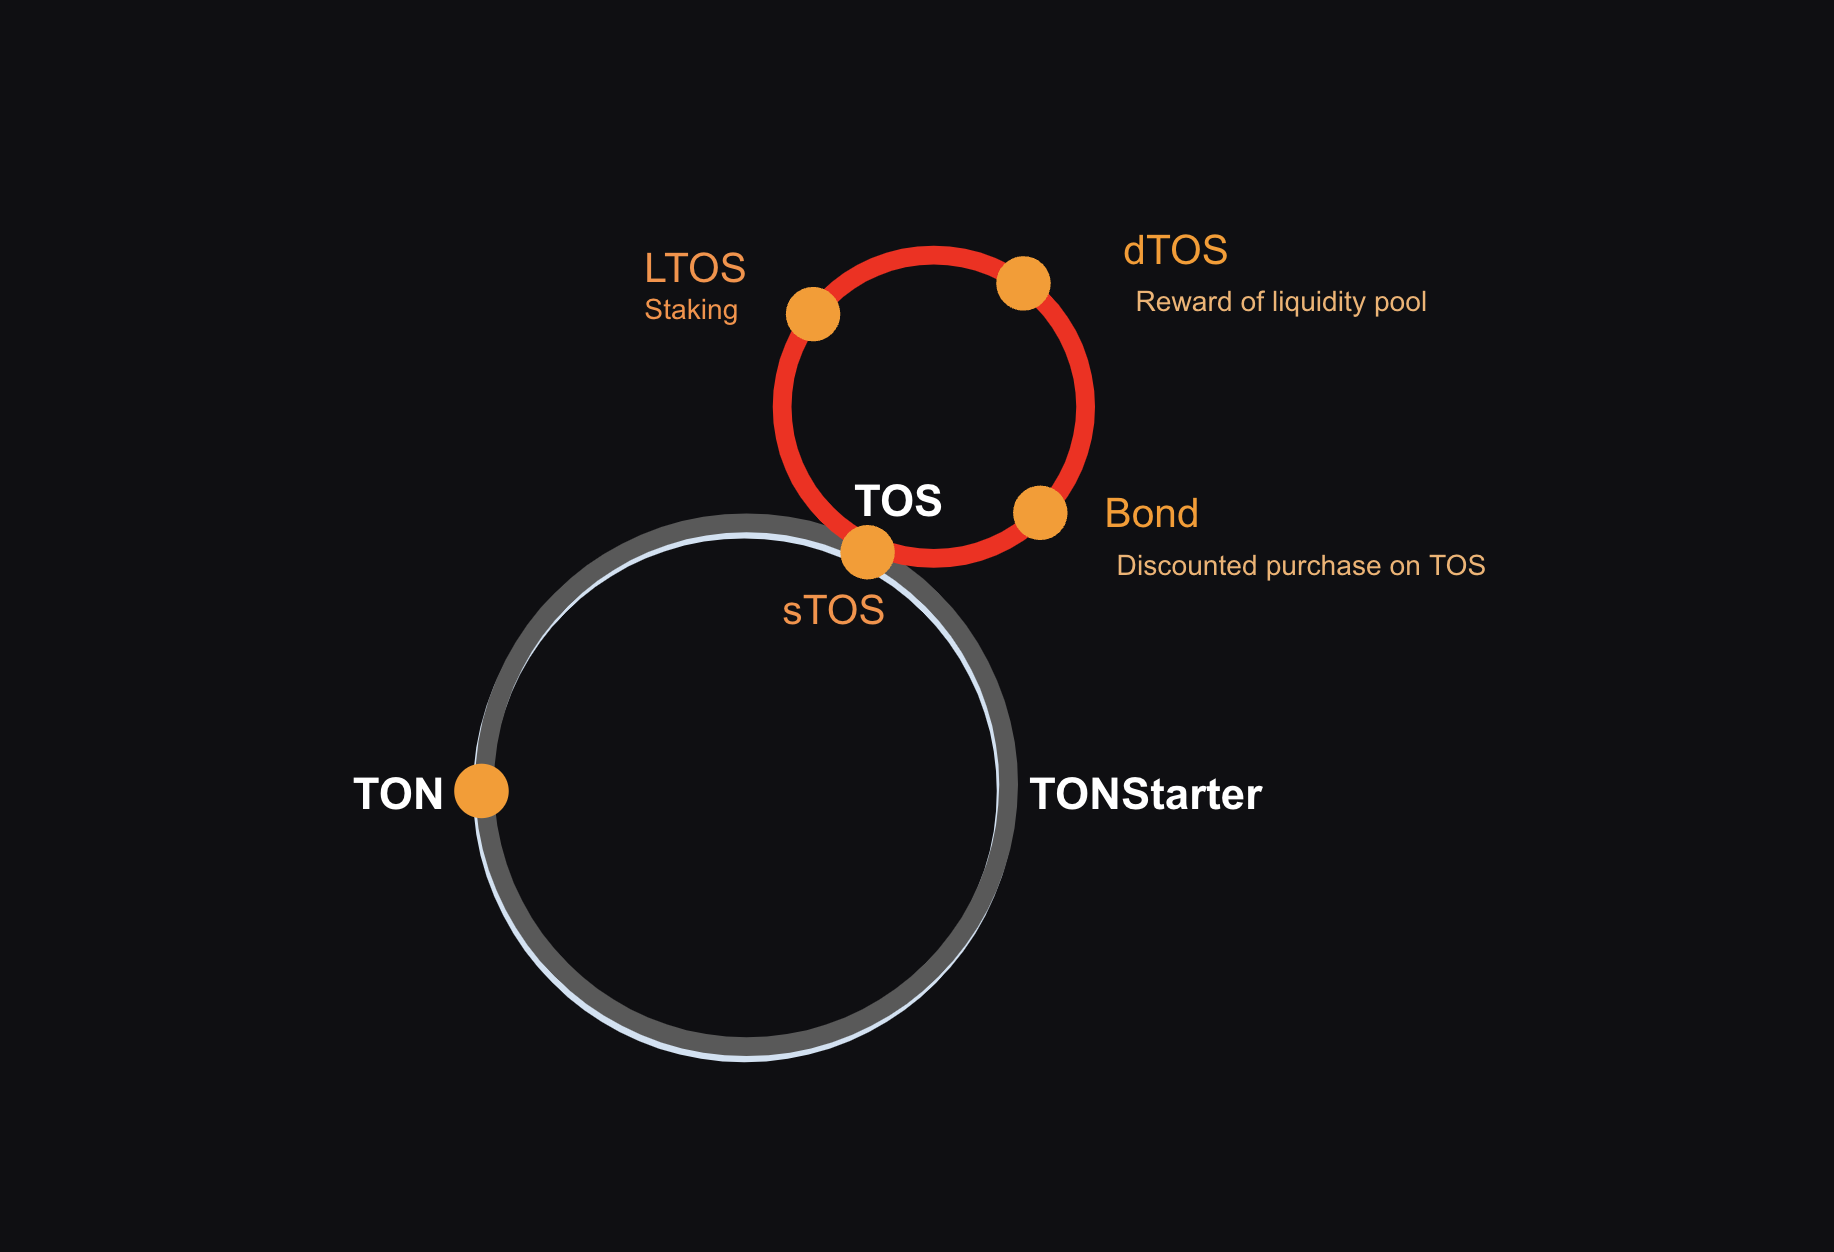 dTOS
LTOS
Reward of liquidity pool
Staking
TOS
Bond
Discounted purchase on TOS
sTOS
TON
TONStarter